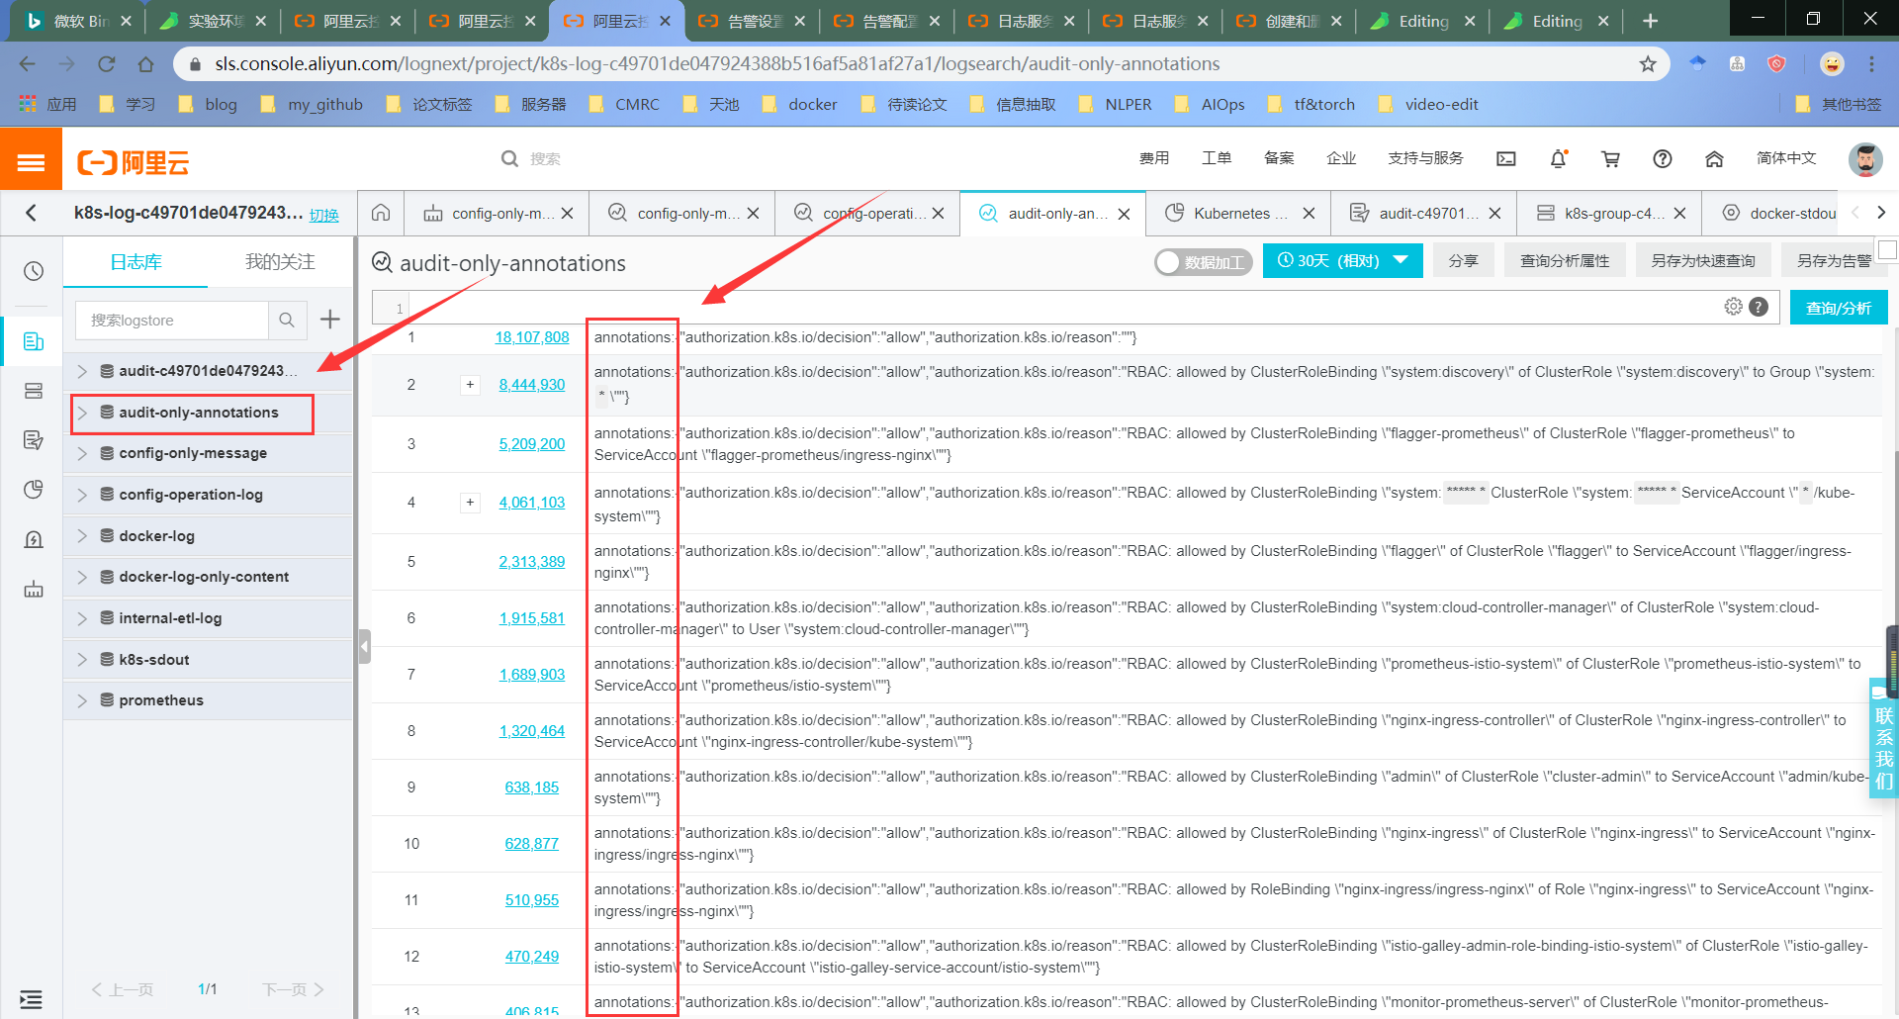 微软 Bin
实验环境
阿里云扌
阿里云扌
阿里云扌
告警设置
告警配置
日志服务
日志服务
创建和册
Editing
Editing
sls.console.aliyun.com/lognext/project/k8s-log-c49701de047924388b516af5a81af27a1/logsearch/audit-only-annotations
应用 学习 blog my_github 论文标签 服务器 CMRC 天池 docker 待读论文 信息抽取 NLPER AIOps tf&torch video-edit 其他书签
阿里云 搜索 费用 工单 备案 企业 支持与服务 简体中文
k8s-log-c49701de0479243... 切换
config-only-m...
config-only-m...
config-operati...
audit-only-an...
Kubernetes ...
audit-c49701...
k8s-group-c4...
docker-stdou
日志库 我的关注
搜索logstore
audit-c49701de0479243...
audit-only-annotations
config-only-message
config-operation-log
docker-log
docker-log-only-content
internal-etl-log
k8s-sdout
prometheus
上一页 1/1 下一页
audit-only-annotations 数据加工 30天（相对） 分享 查询分析属性 另存为快速查询 另存为告警
1 查询/分析
1 18,107,808 annotations:{"authorization.k8s.io/decision":"allow","authorization.k8s.io/reason":""}
2 + 8,444,930 annotations:{"authorization.k8s.io/decision":"allow","authorization.k8s.io/reason":"RBAC: allowed by ClusterRoleBinding \"system:discovery\" of ClusterRole \"system:discovery\" to Group \"system:
* \""}
3 5,209,200 annotations:{"authorization.k8s.io/decision":"allow","authorization.k8s.io/reason":"RBAC: allowed by ClusterRoleBinding \"flagger-prometheus\" of ClusterRole \"flagger-prometheus\" to
ServiceAccount \"flagger-prometheus/ingress-nginx\""}
4 + 4,061,103 annotations:{"authorization.k8s.io/decision":"allow","authorization.k8s.io/reason":"RBAC: allowed by ClusterRoleBinding \"system: ***** * ClusterRole \"system: ***** * ServiceAccount \" * /kube-
system\""}
5 2,313,389 annotations:{"authorization.k8s.io/decision":"allow","authorization.k8s.io/reason":"RBAC: allowed by ClusterRoleBinding \"flagger\" of ClusterRole \"flagger\" to ServiceAccount \"flagger/ingress-
nginx\""}
6 1,915,581 annotations:{"authorization.k8s.io/decision":"allow","authorization.k8s.io/reason":"RBAC: allowed by ClusterRoleBinding \"system:cloud-controller-manager\" of ClusterRole \"system:cloud-
controller-manager\" to User \"system:cloud-controller-manager\""}
7 1,689,903 annotations:{"authorization.k8s.io/decision":"allow","authorization.k8s.io/reason":"RBAC: allowed by ClusterRoleBinding \"prometheus-istio-system\" of ClusterRole \"prometheus-istio-system\" to
ServiceAccount \"prometheus/istio-system\""}
8 1,320,464 annotations:{"authorization.k8s.io/decision":"allow","authorization.k8s.io/reason":"RBAC: allowed by ClusterRoleBinding \"nginx-ingress-controller\" of ClusterRole \"nginx-ingress-controller\" to
ServiceAccount \"nginx-ingress-controller/kube-system\""}
9 638,185 annotations:{"authorization.k8s.io/decision":"allow","authorization.k8s.io/reason":"RBAC: allowed by ClusterRoleBinding \"admin\" of ClusterRole \"cluster-admin\" to ServiceAccount \"admin/kube-
system\""}
10 628,877 annotations:{"authorization.k8s.io/decision":"allow","authorization.k8s.io/reason":"RBAC: allowed by ClusterRoleBinding \"nginx-ingress\" of ClusterRole \"nginx-ingress\" to ServiceAccount \"nginx-
ingress/ingress-nginx\""}
11 510,955 annotations:{"authorization.k8s.io/decision":"allow","authorization.k8s.io/reason":"RBAC: allowed by RoleBinding \"nginx-ingress/ingress-nginx\" of Role \"nginx-ingress\" to ServiceAccount \"nginx-
ingress/ingress-nginx\""}
12 470,249 annotations:{"authorization.k8s.io/decision":"allow","authorization.k8s.io/reason":"RBAC: allowed by ClusterRoleBinding \"istio-galley-admin-role-binding-istio-system\" of ClusterRole \"istio-galley-
istio-system\" to ServiceAccount \"istio-galley-service-account/istio-system\""}
13 406,815 annotations:{"authorization.k8s.io/decision":"allow","authorization.k8s.io/reason":"RBAC: allowed by ClusterRoleBinding \"monitor-prometheus-server\" of ClusterRole \"monitor-prometheus-
联系我们